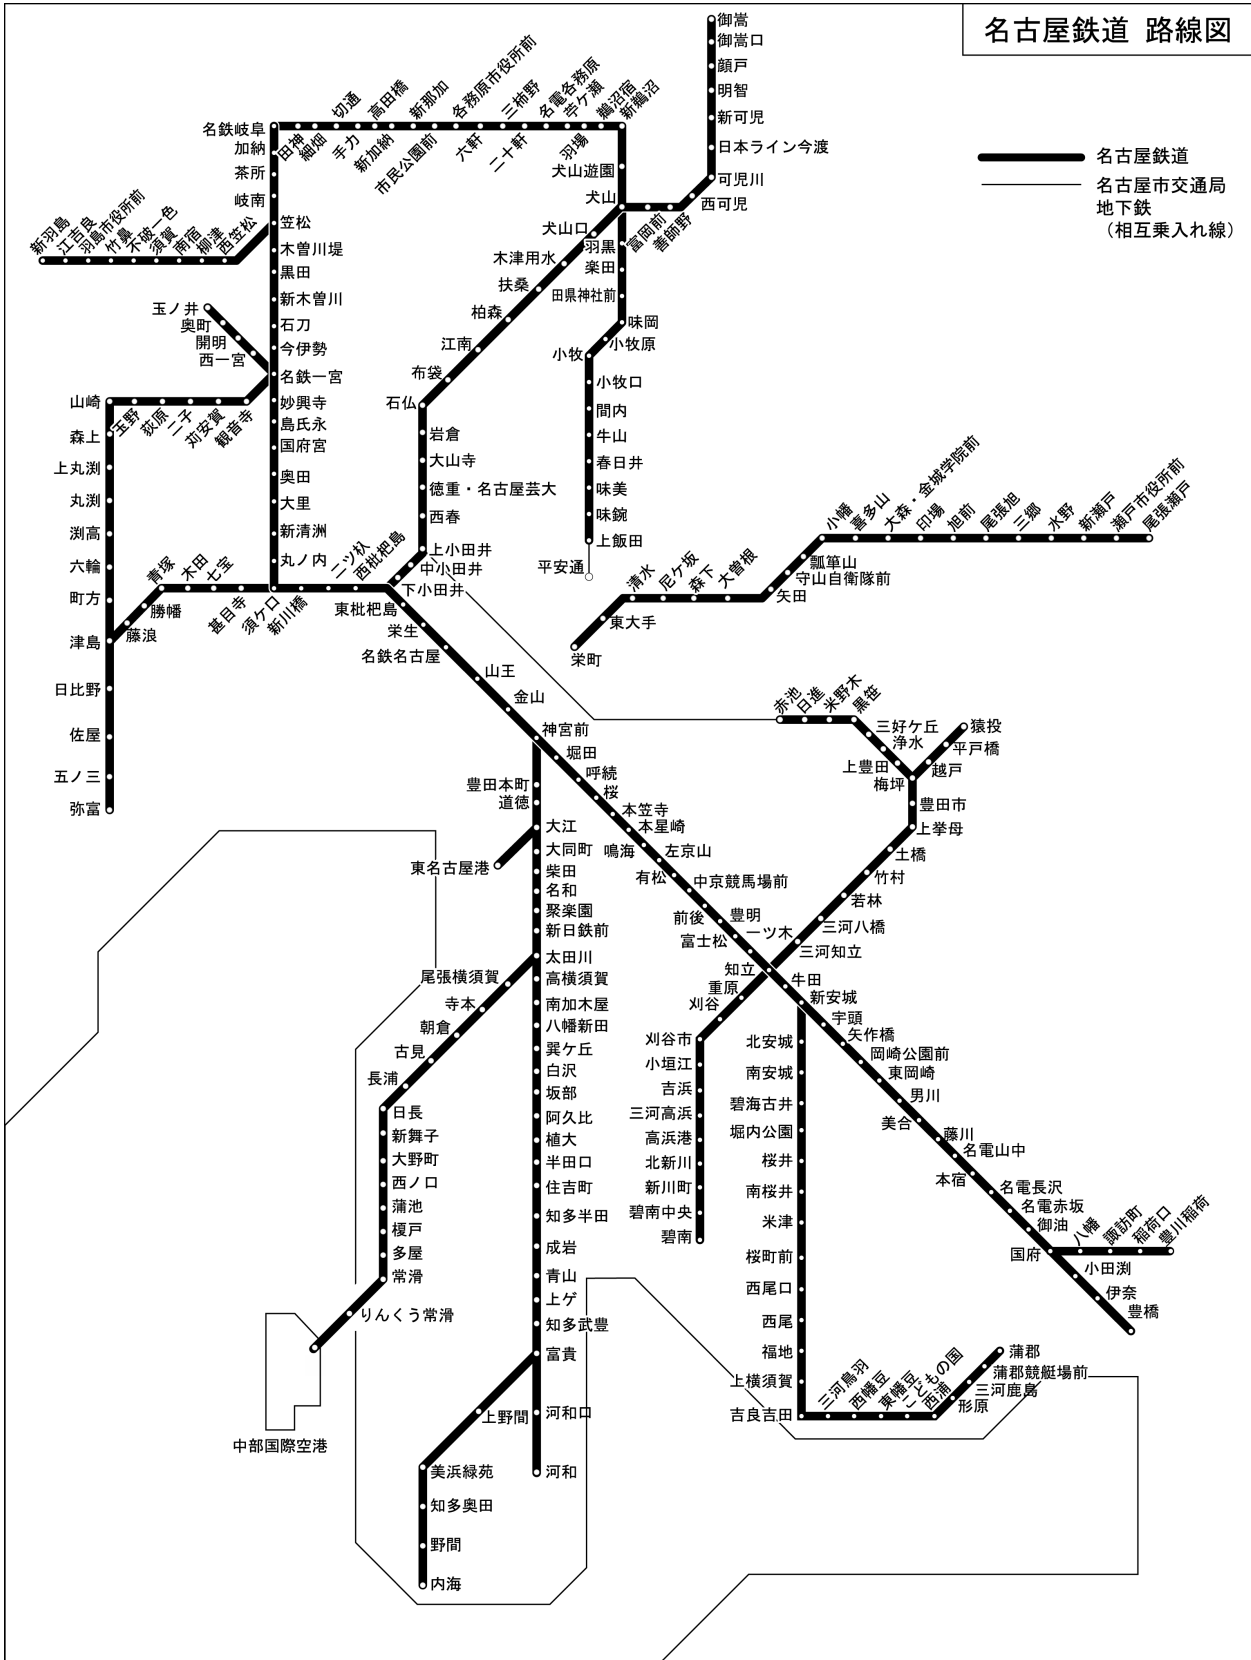 名古屋鉄道 路線図
名古屋鉄道
名古屋市交通局
地下鉄
（相互乗入れ線）
御嵩
御嵩口
顔戸
明智
新可児
日本ライン今渡
可児川
西可児
善師野
富岡前
犬山
犬山遊園
新鵜沼
鵜沼宿
羽場
苧ケ瀬
名電各務原
二十軒
三柿野
六軒
各務原市役所前
市民公園前
新那加
新加納
高田橋
手力
切通
細畑
田神
名鉄岐阜
加納
茶所
岐南
笠松
木曽川堤
黒田
新木曽川
石刀
今伊勢
名鉄一宮
妙興寺
島氏永
国府宮
奥田
大里
新清洲
丸ノ内
新羽島
江吉良
羽島市役所前
竹鼻
不破一色
須賀
南宿
柳津
西笠松
玉ノ井
奥町
開明
西一宮
山崎
玉野
荻原
二子
苅安賀
観音寺
森上
上丸渕
丸渕
渕高
六輪
町方
津島
日比野
佐屋
五ノ三
弥富
藤浪
勝幡
青塚
木田
七宝
甚目寺
須ケロ
新川橋
二ツ杁
西枇杷島
東枇杷島
栄生
名鉄名古屋
山王
金山
神宮前
犬山口
木津用水
扶桑
柏森
江南
布袋
石仏
岩倉
大山寺
徳重・名古屋芸大
西春
上小田井
中小田井
下小田井
羽黒
楽田
田県神社前
味岡
小牧原
小牧
小牧口
間内
牛山
春日井
味美
味鋺
上飯田
平安通
栄町
東大手
清水
尼ケ坂
森下
大曽根
矢田
守山自衛隊前
瓢箪山
小幡
喜多山
大森・金城学院前
印場
旭前
尾張旭
三郷
水野
新瀬戸
瀬戸市役所前
尾張瀬戸
赤池
日進
米野木
黒笹
三好ケ丘
浄水
上豊田
梅坪
猿投
平戸橋
越戸
豊田市
上挙母
土橋
竹村
若林
三河八橋
三河知立
堀田
呼続
桜
本笠寺
本星崎
鳴海
左京山
有松
中京競馬場前
前後
豊明
富士松
一ツ木
知立
重原
刈谷
刈谷市
小垣江
吉浜
三河高浜
高浜港
北新川
新川町
碧南中央
碧南
牛田
新安城
宇頭
矢作橋
岡崎公園前
東岡崎
男川
美合
藤川
名電山中
本宿
名電長沢
名電赤坂
御油
国府
八幡
諏訪町
稲荷口
豊川稲荷
小田渕
伊奈
豊橋
北安城
南安城
碧海古井
堀内公園
桜井
南桜井
米津
桜町前
西尾口
西尾
福地
上横須賀
吉良吉田
三河鳥羽
西幡豆
東幡豆
こどもの国
西浦
形原
三河鹿島
蒲郡競艇場前
蒲郡
豊田本町
道徳
大江
東名古屋港
大同町
柴田
名和
聚楽園
新日鉄前
太田川
高横須賀
南加木屋
八幡新田
巽ケ丘
白沢
坂部
阿久比
植大
半田口
住吉町
知多半田
成岩
青山
上ゲ
知多武豊
富貴
河和口
河和
上野間
美浜緑苑
知多奥田
野間
内海
尾張横須賀
寺本
朝倉
古見
長浦
日長
新舞子
大野町
西ノ口
蒲池
榎戸
多屋
常滑
りんくう常滑
中部国際空港